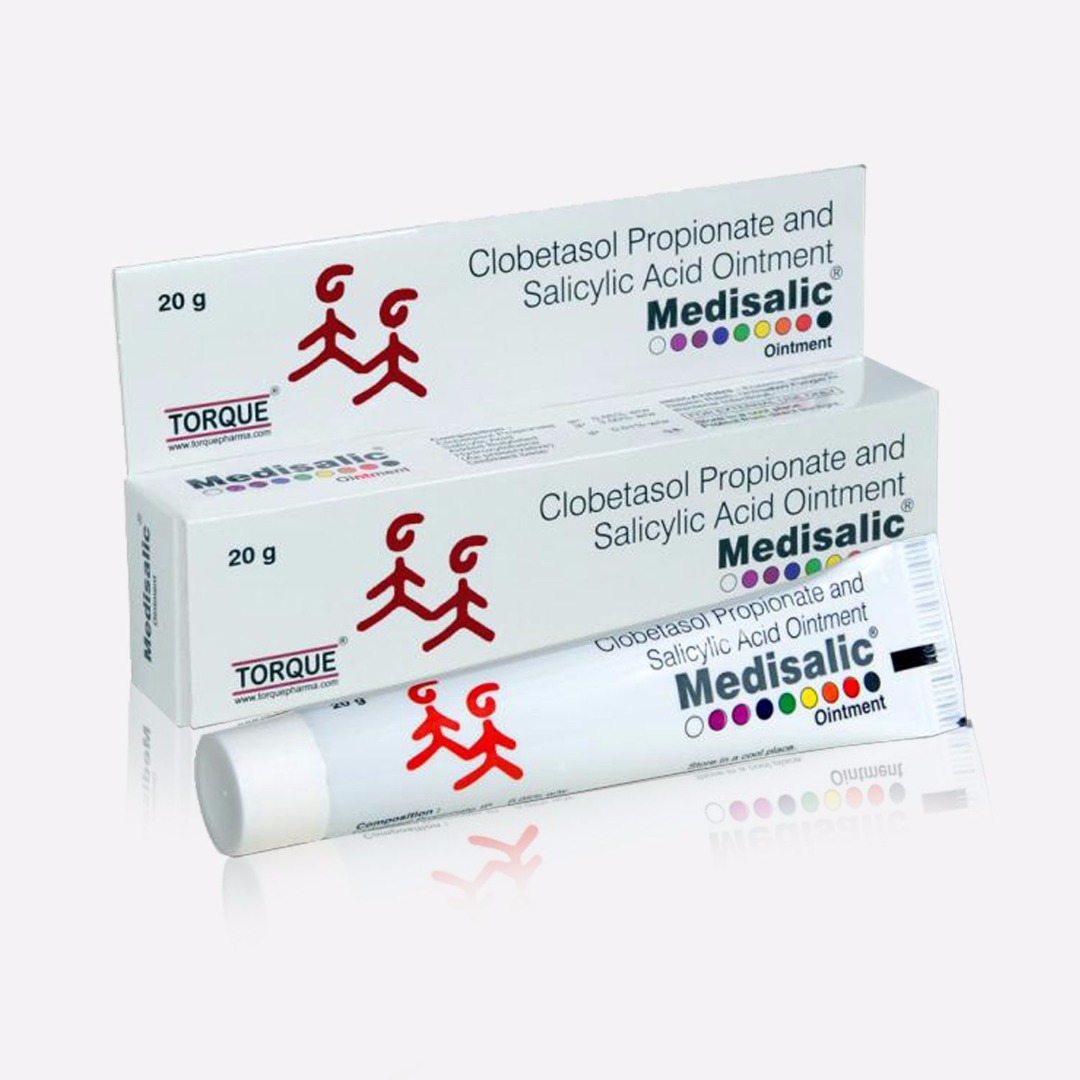 20 g
Clobetasol Propionate and
Salicylic Acid Ointment
Medisalic®
Ointment
TORQUE®
www.torquepharma.com
Medisalic®
Ointment
Medisalic®
Ointment
20 g
Clobetasol Propionate and
Salicylic Acid Ointment
Medisalic®
TORQUE®
www.torquepharma.com
20 g
Clobetasol Propionate and
Salicylic Acid Ointment
Medisalic®
Ointment
Store in a cool place.
Composition :